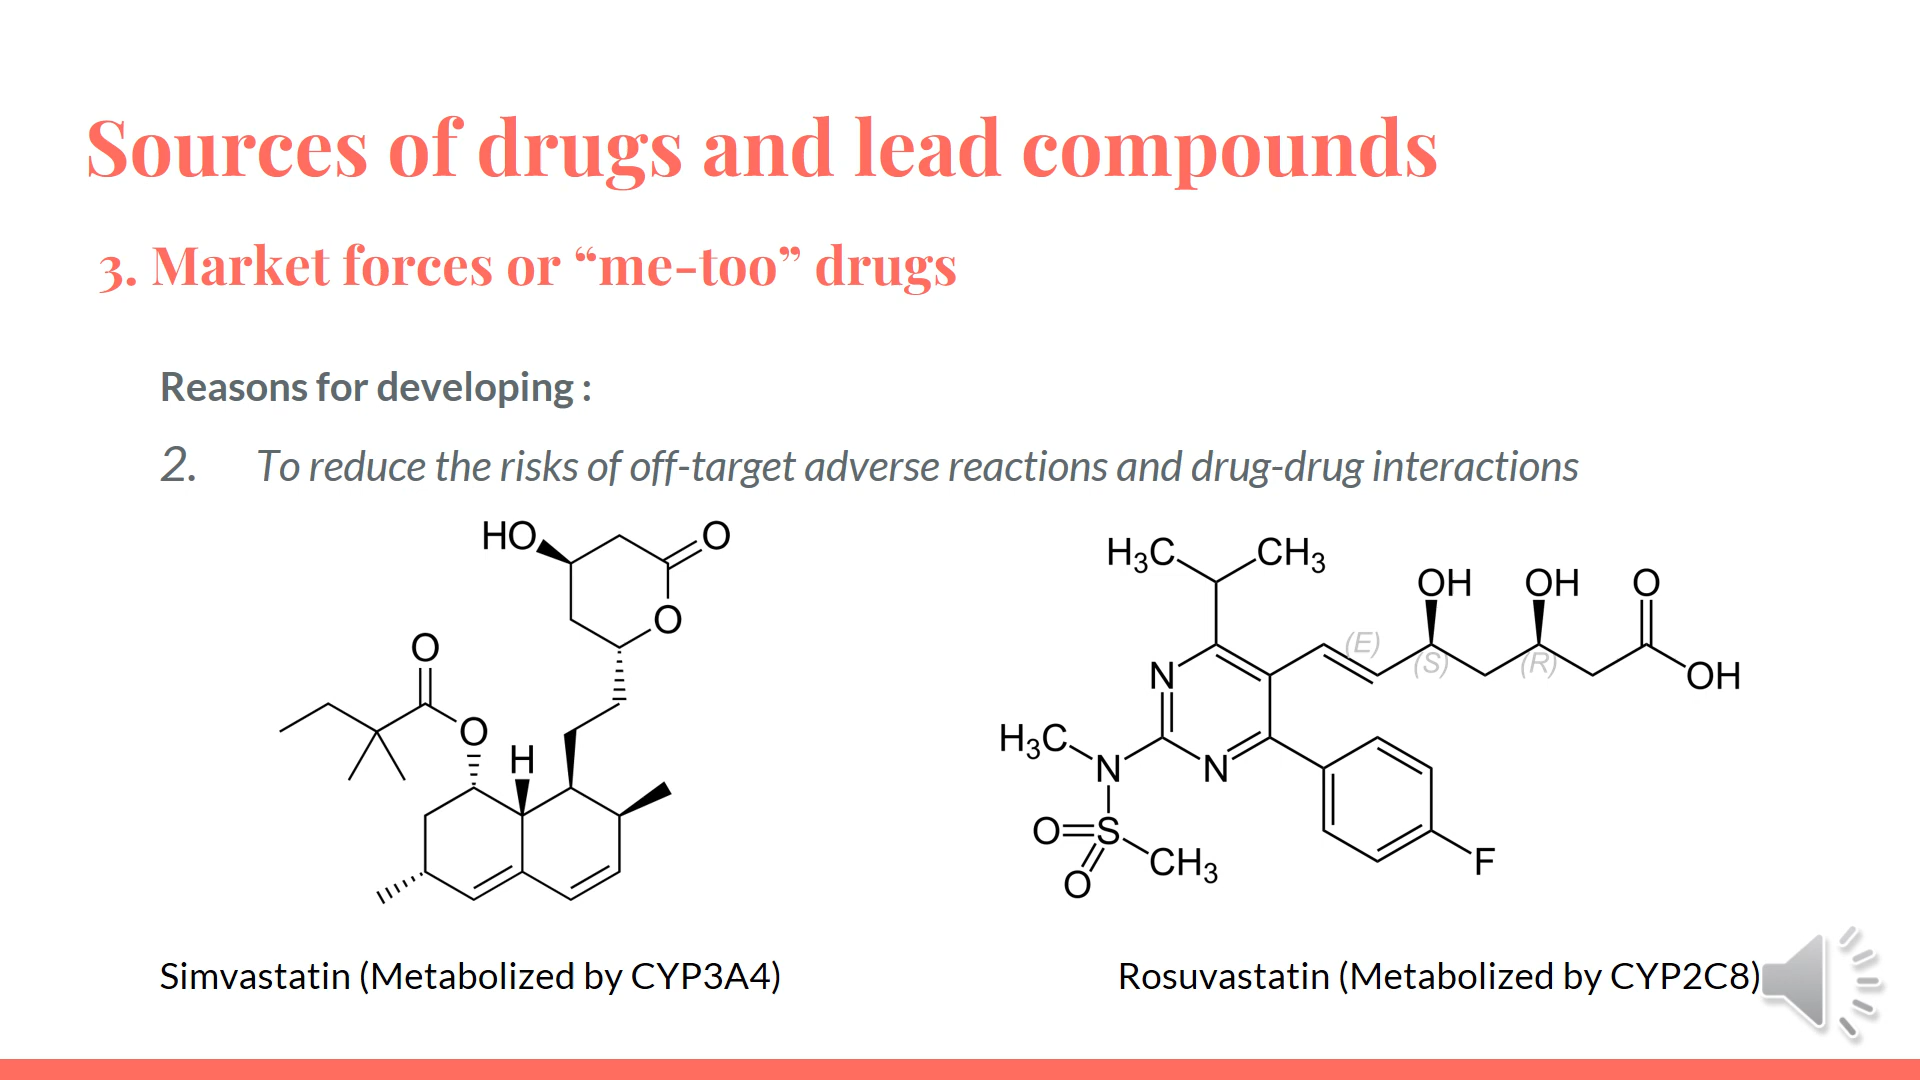 Sources of drugs and lead compounds
3. Market forces or “me-too” drugs
Reasons for developing :
2. To reduce the risks of off-target adverse reactions and drug-drug interactions
HO
O
O
O
O
H
H₃C
CH₃
OH
OH
O
(E)
(S)
(R)
OH
N
H₃C
N
N
O
S
CH₃
O
F
Simvastatin (Metabolized by CYP3A4)
Rosuvastatin (Metabolized by CYP2C8)